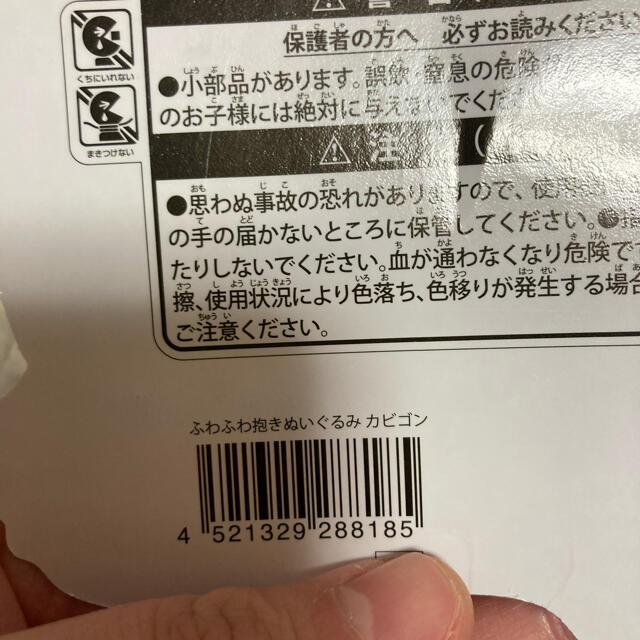 保護者の方へ 必ずお読みください
くちにいれない
●小部品があります。誤飲・窒息の危険
のお子様には絶対に与えないでくだ
まきつけない
●思わぬ事故の恐れがありますので、使用
の手の届かないところに保管してください。
たりしないでください。血が通わなくなり危険で
擦、使用状況により色落ち、色移りが発生する場合
ご注意ください。
ふわふわ抱きぬいぐるみ カビゴン
4 521329 288185